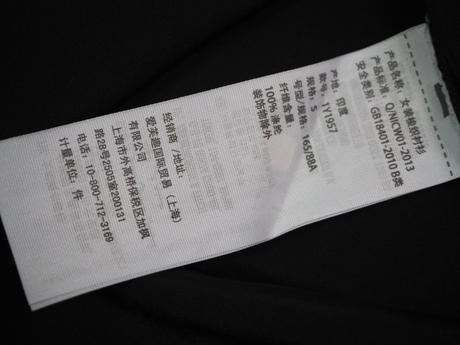 产品名称: 女装梭织衬衫
产品标准: Q/NICW01-2013
安全类别: GB18401-2010 B类
产地: 印度
款号: 1Y1957
规格: S
号型/规格: 165/88A
纤维含量:
100% 涤纶
装饰物除外
经销商 /地址:
爱芙趣国际贸易 (上海)
有限公司
上海市外高桥保税区加枫
路28号2505室200131
电话: 10-800-712-3169
计量单位: 件